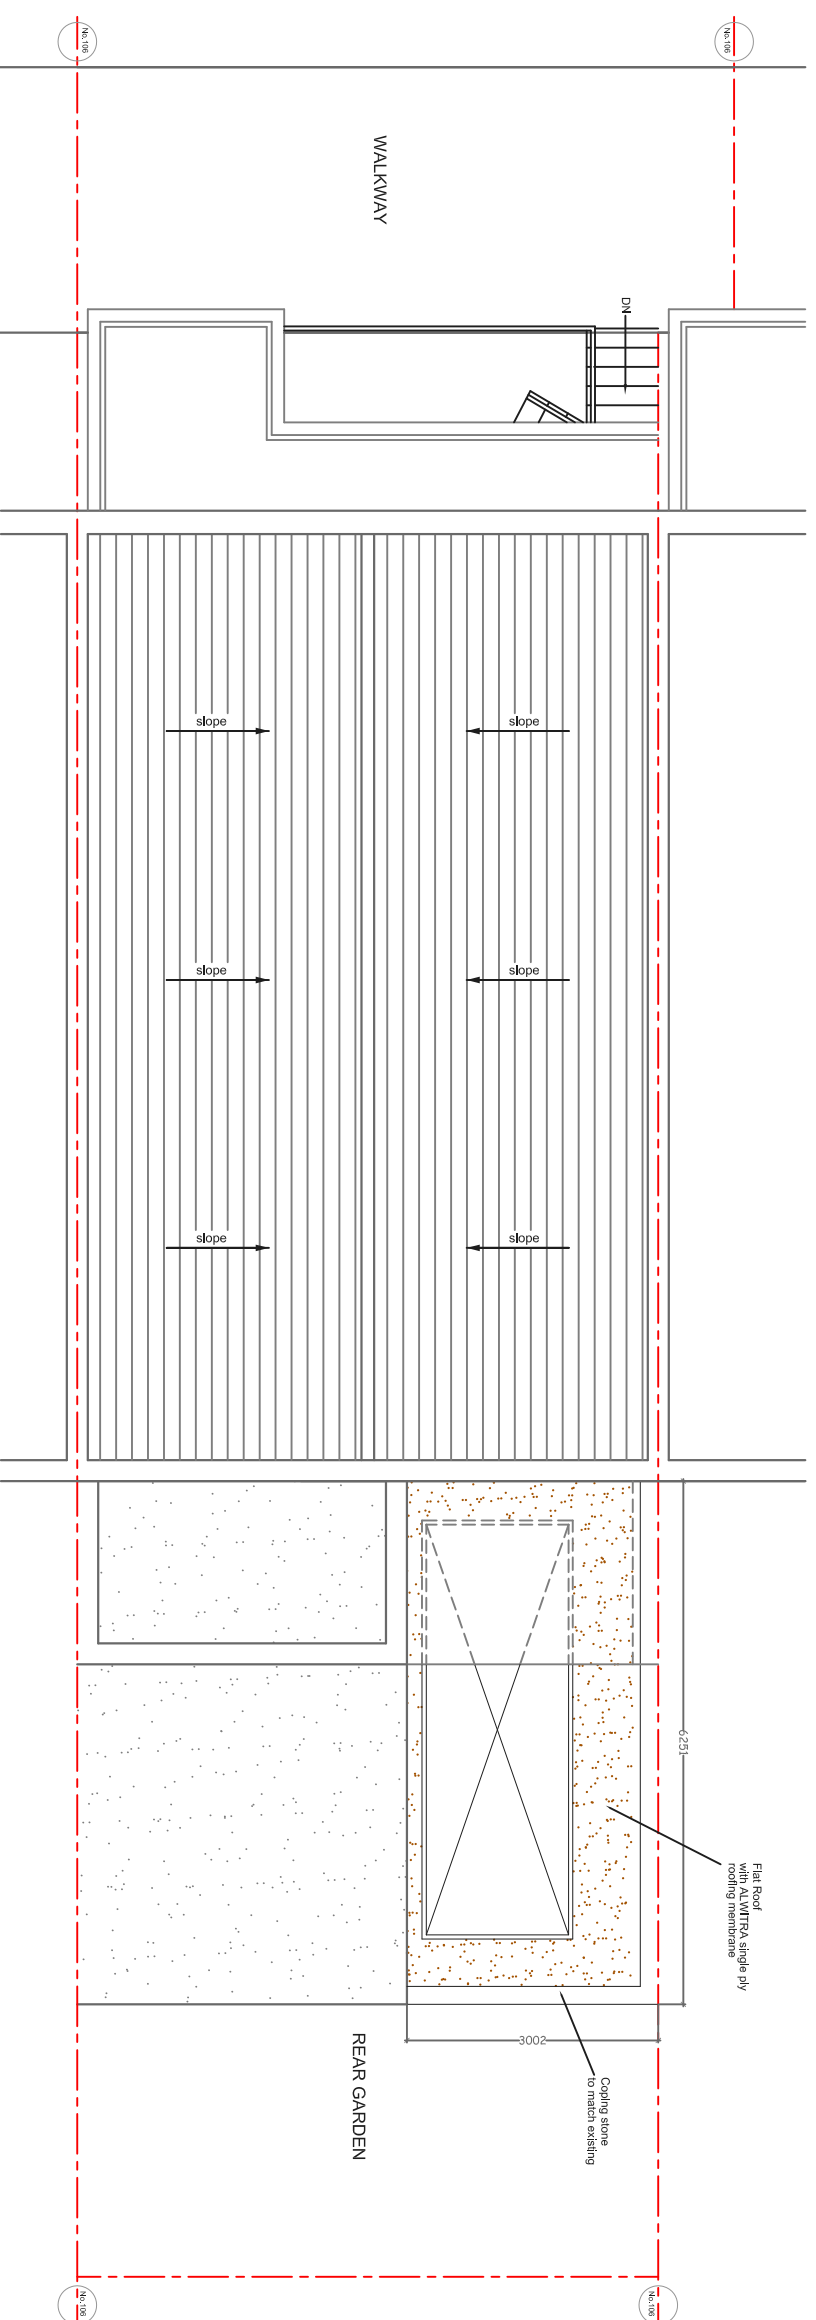 No.106
No.106
WALKWAY
DN
slope
slope
slope
slope
slope
slope
6251
Flat Roof
with ALWITRA single ply
roofing membrane
3002
REAR GARDEN
Coping stone
to match existing
No.106
No.106